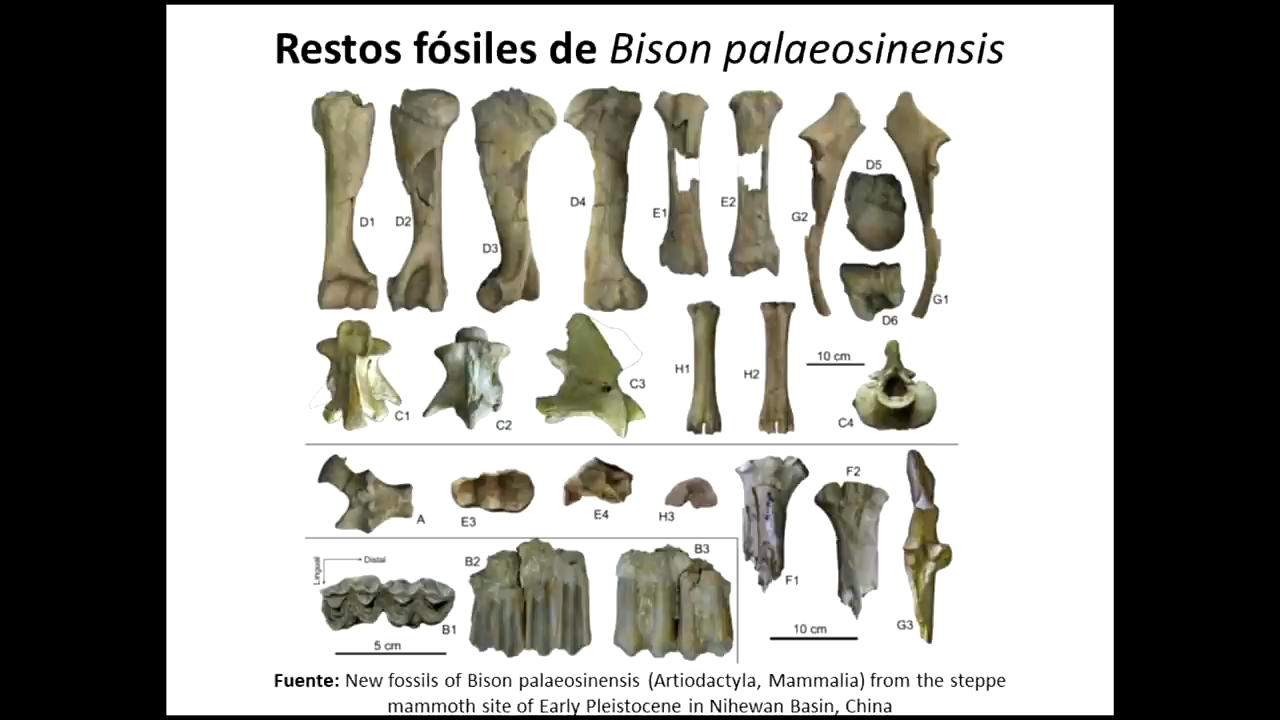 Restos fósiles de Bison palaeosinensis
D1
D2
D3
D4
E1
E2
G2
D5
D6
G1
C1
C2
C3
H1
H2
10 cm
C4
A
E3
E4
H3
F1
F2
G3
10 cm
Lingual
Distal
B1
5 cm
B2
B3
Fuente: New fossils of Bison palaeosinensis (Artiodactyla, Mammalia) from the steppe
mammoth site of Early Pleistocene in Nihewan Basin, China